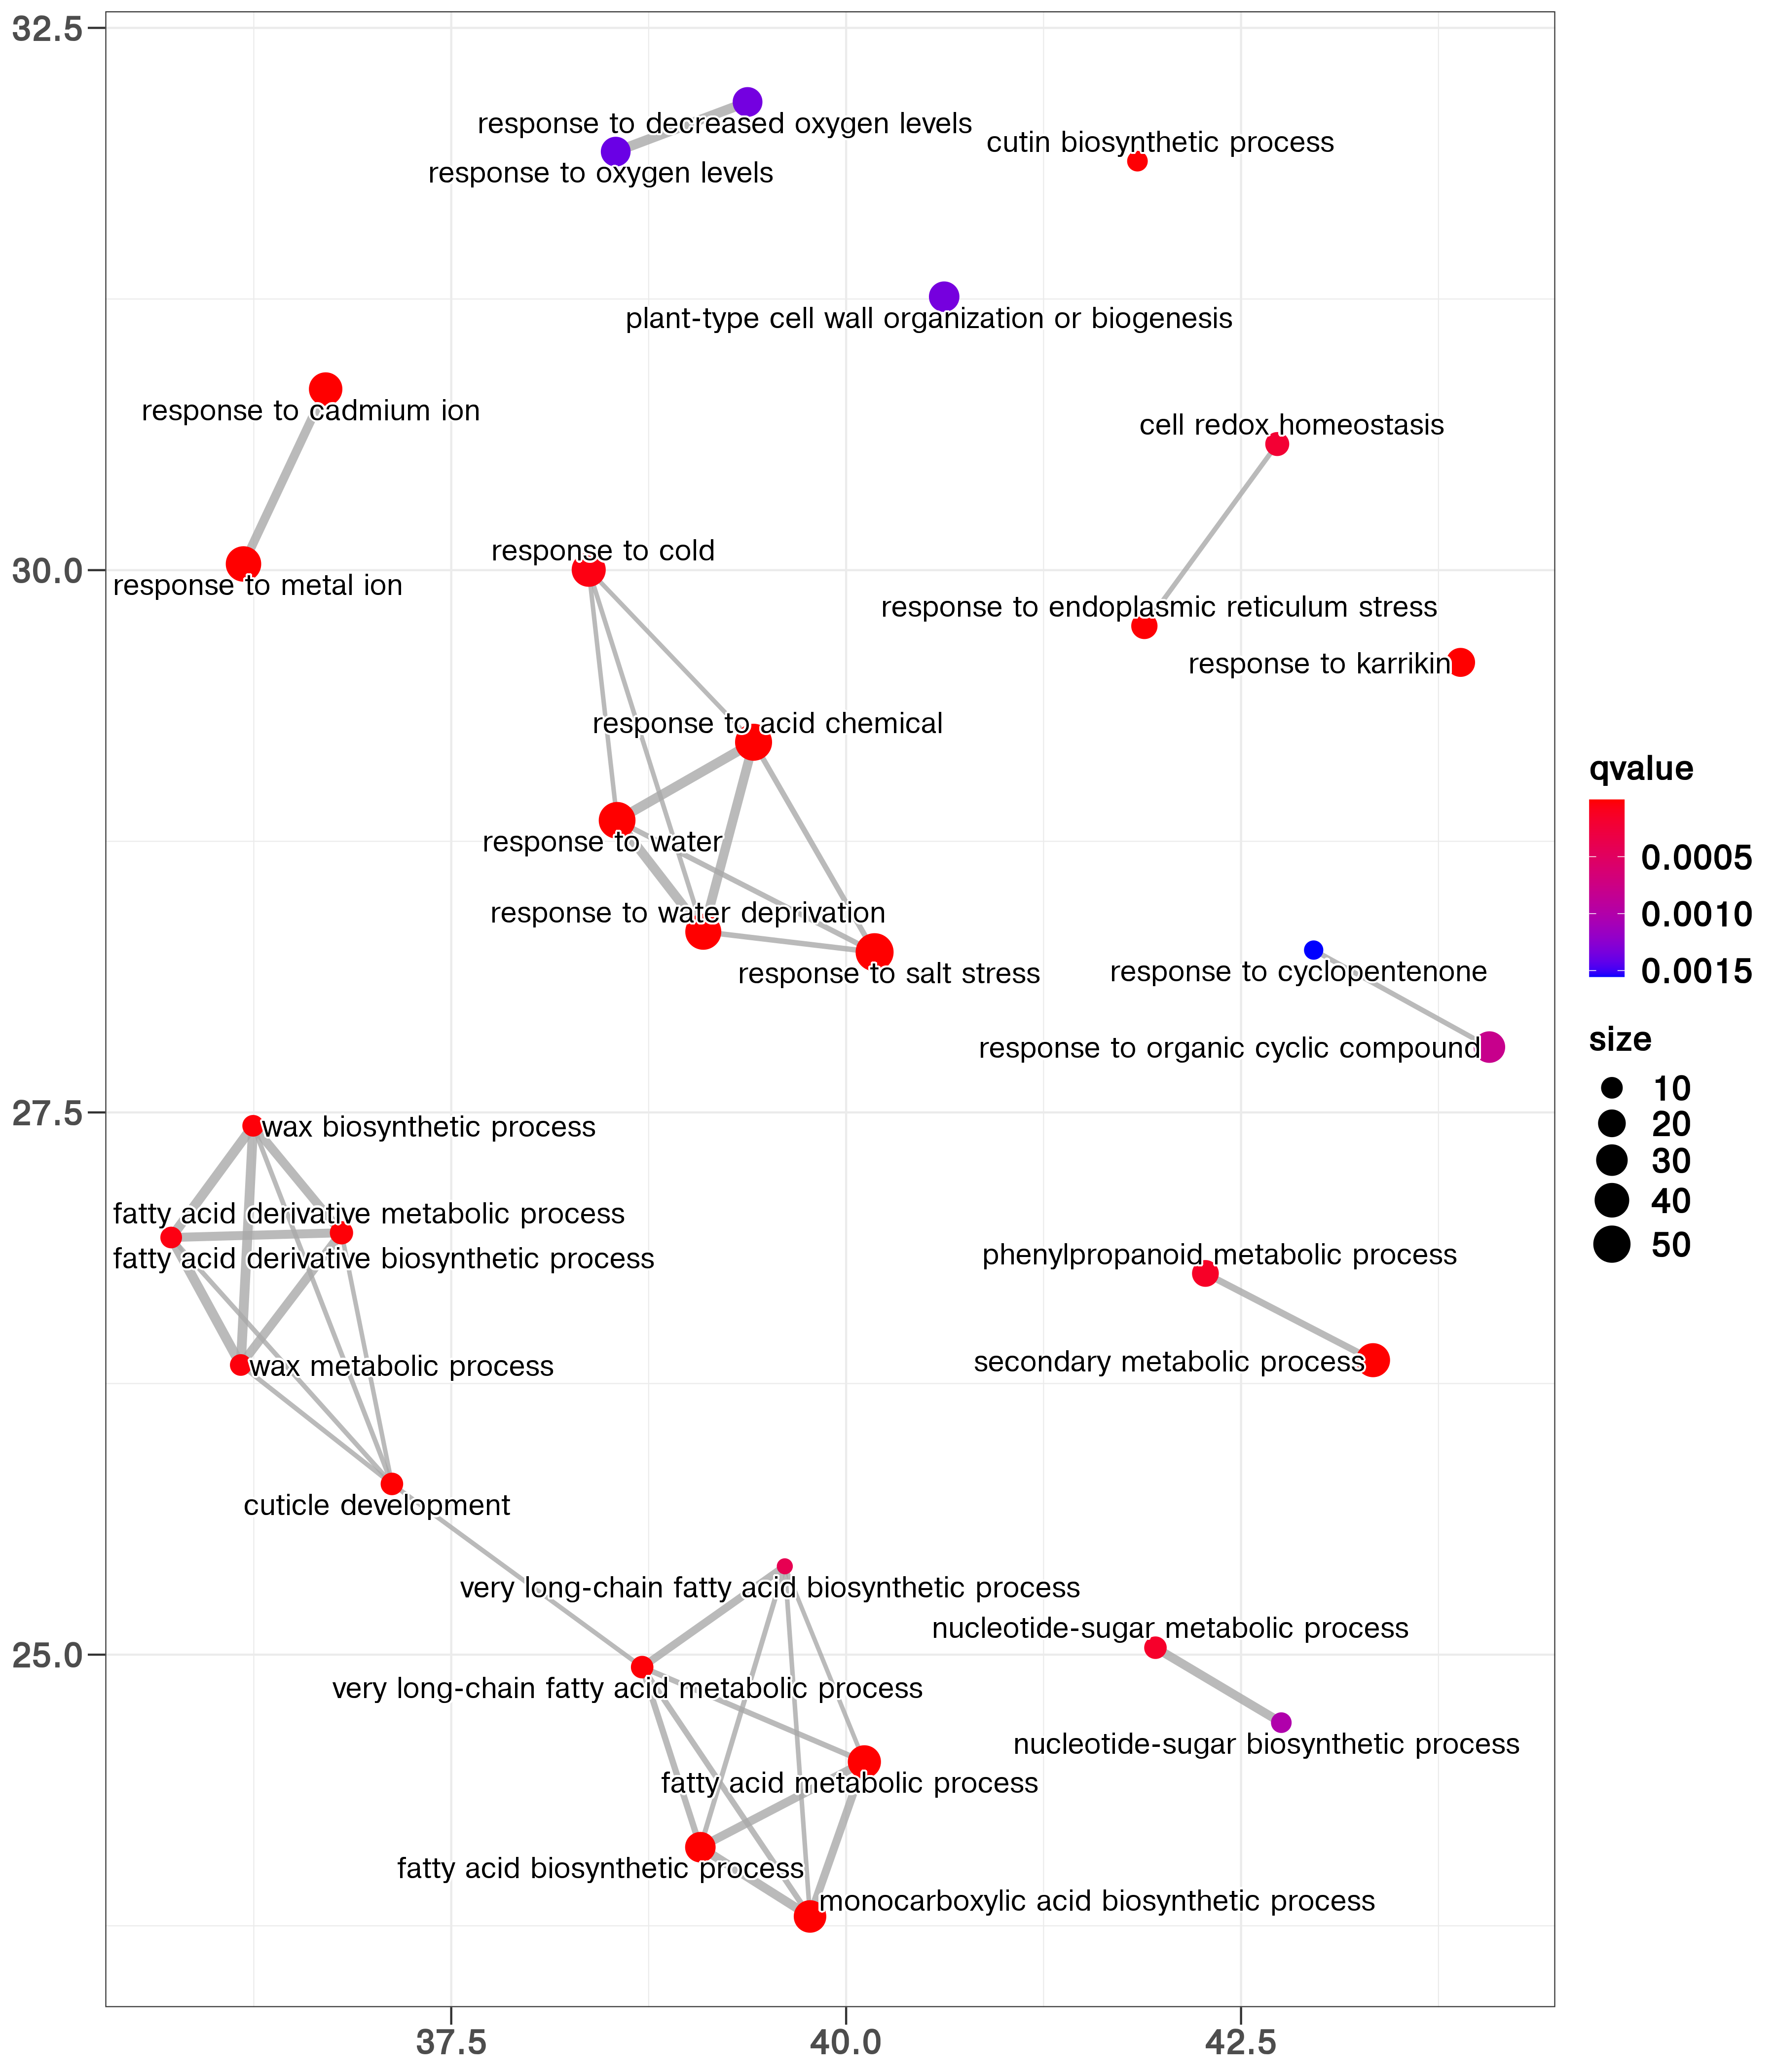 32.5
response to decreased oxygen levels
cutin biosynthetic process
response to oxygen levels
plant-type cell wall organization or biogenesis
response to cadmium ion
cell redox homeostasis
response to cold
30.0
response to metal ion
response to endoplasmic reticulum stress
response to karrikin
response to acid chemical
qvalue
response to water
0.0005
response to water deprivation
0.0010
response to salt stress
response to cyclopentenone
0.0015
size
response to organic cyclic compound
10
27.5
20
wax biosynthetic process
30
40
fatty acid derivative metabolic process
50
phenylpropanoid metabolic process
fatty acid derivative biosynthetic process
secondary metabolic process
wax metabolic process
cuticle development
very long-chain fatty acid biosynthetic process
nucleotide-sugar metabolic process
25.0
very long-chain fatty acid metabolic process
nucleotide-sugar biosynthetic process
fatty acid metabolic process
fatty acid biosynthetic process
monocarboxylic acid biosynthetic process
37.5
40.0
42.5